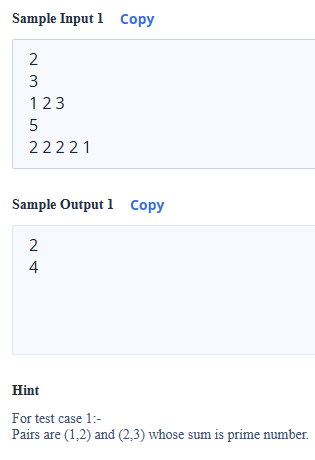 Sample Input 1 Copy
2
3
1 2 3
5
2 2 2 2 1
Sample Output 1 Copy
2
4
Hint
For test case 1:-
Pairs are (1,2) and (2,3) whose sum is prime number.